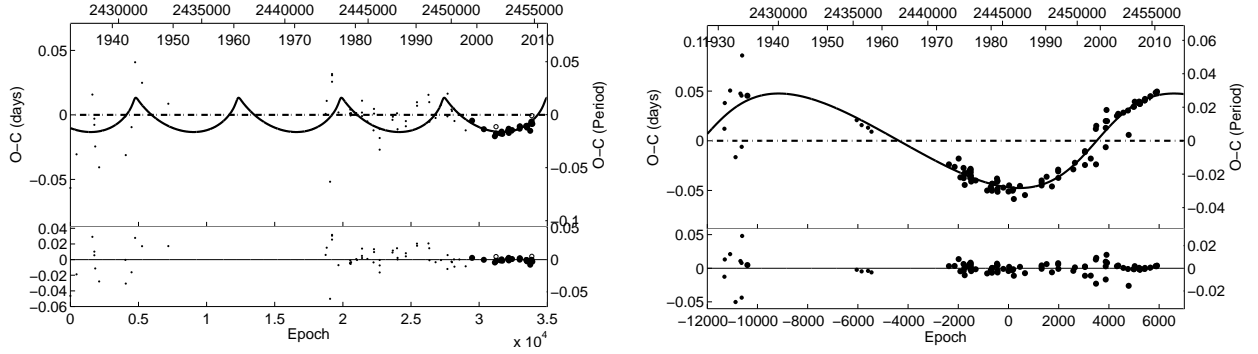 2430000 2435000 2440000 2443000 2450000 2455000
1940 1950 1960 1970 1980 1990 2000 2010
0.05 0 −0.05
O−C (days)
0.05 0 −0.05 −0.1
O−C (Period)
0.04 0.02 0 −0.02 −0.04 −0.06
0.05 0 −0.05
0 0.5 1 1.5 2 2.5 3 3.5
Epoch
x 10⁴
2430000 2435000 2440000 2445000 2450000 2455000
0.1 1930 1940 1950 1960 1970 1980 1990 2000 2010
0.05 0 −0.05
O−C (days)
0.06 0.04 0.02 0 −0.02 −0.04
O−C (Period)
0.05 0 −0.05
0.02 0 −0.02
−12000 −10000 −8000 −6000 −4000 −2000 0 2000 4000 6000
Epoch